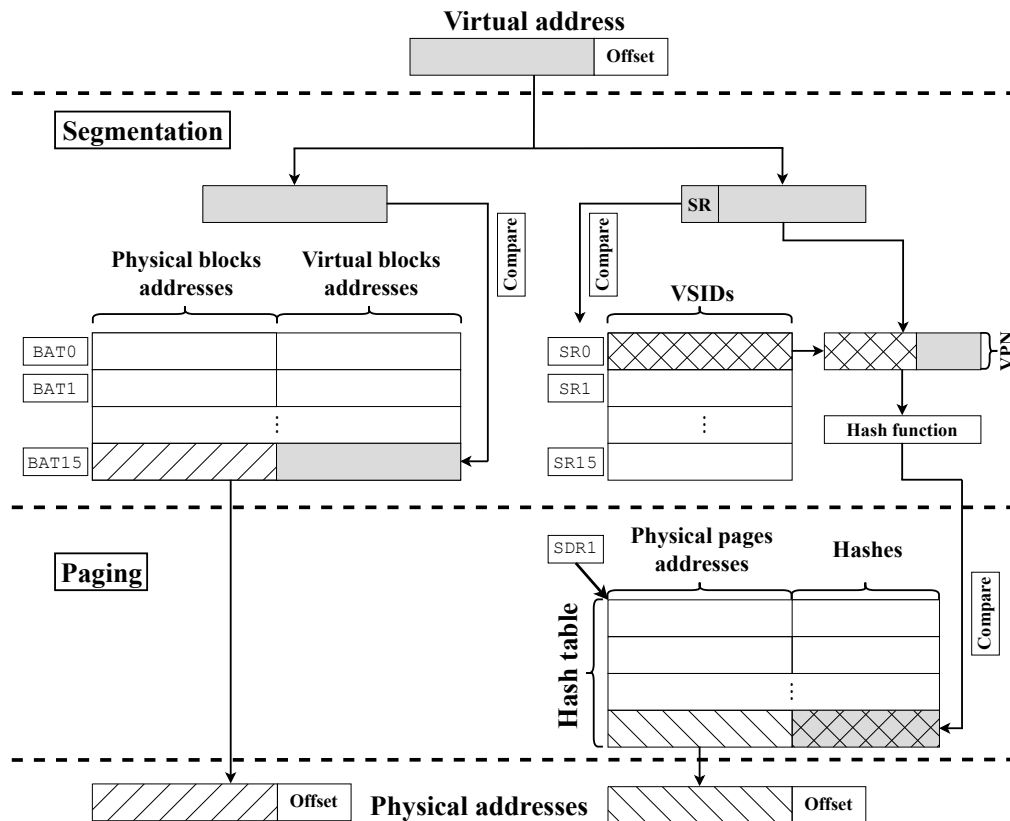 Virtual address
Offset
Segmentation
SR
Compare
Compare
Physical blocks
addresses
Virtual blocks
addresses
VSIDs
BAT0
SR0
VPN
BAT1
SR1
⋮
⋮
Hash function
BAT15
SR15
Paging
SDR1
Physical pages
addresses
Hashes
Compare
Hash table
⋮
Offset
Physical addresses
Offset